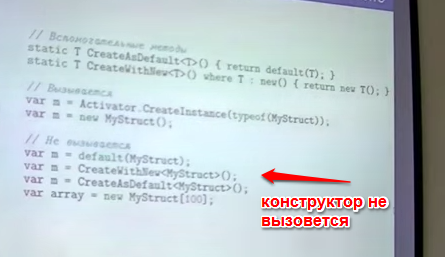 // Вспомогательные методы
static T CreateAsDefault<T>() { return default(T); }
static T CreateWithNew<T>() where T : new() { return new T(); }
// Вызывается
var m = Activator.CreateInstance(typeof(MyStruct));
var m = new MyStruct();
// Не вызывается
var m = default(MyStruct);
var m = CreateWithNew<MyStruct>();
var m = CreateAsDefault<MyStruct>();
var array = new MyStruct[100];
конструктор не
вызовется